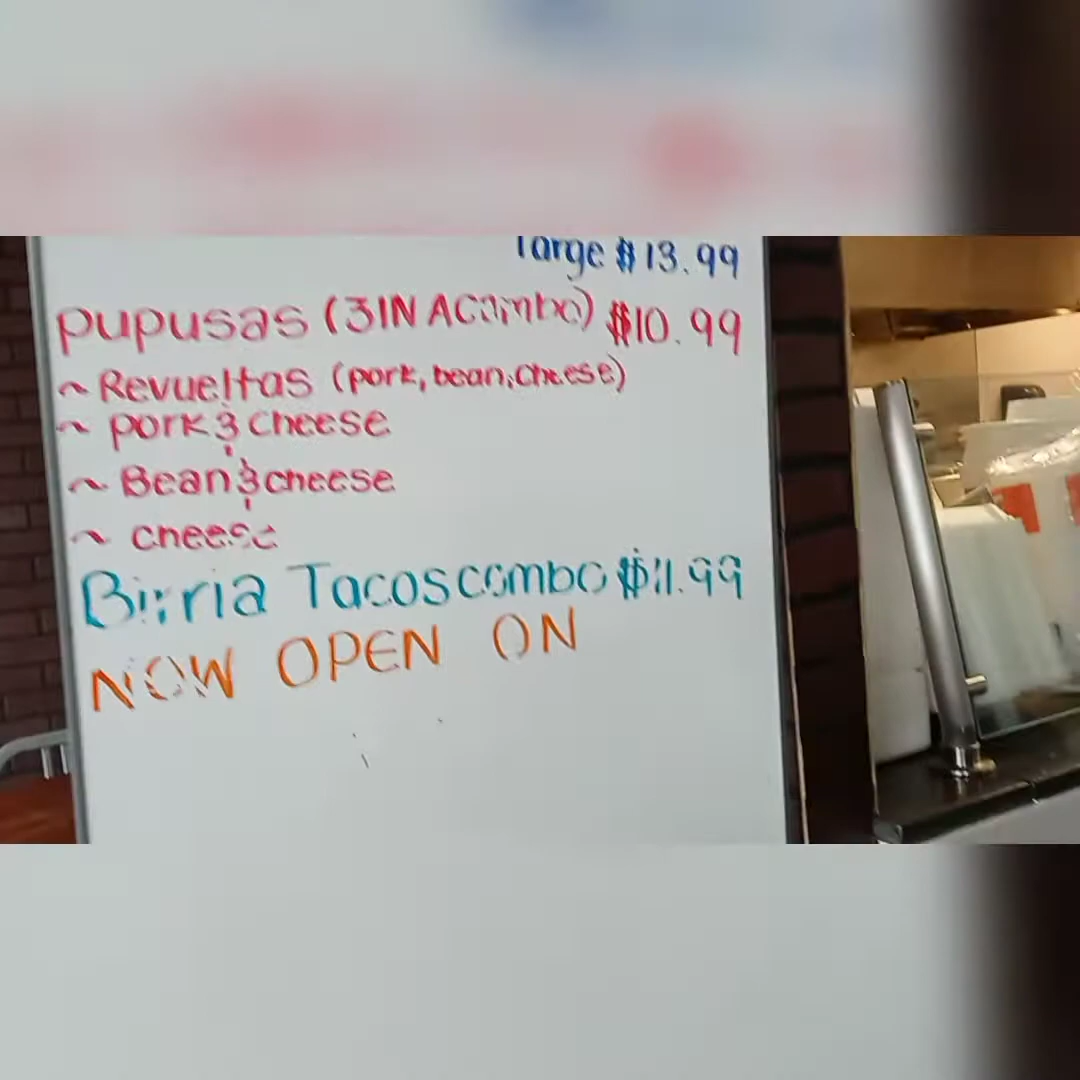 large $13.99
pupusas (3IN A Combo) $10.99
~ Revueltas (pork, bean, cheese)
~ pork & cheese
~ Bean & cheese
~ cheese
Birria Tacos combo $11.99
NOW OPEN ON